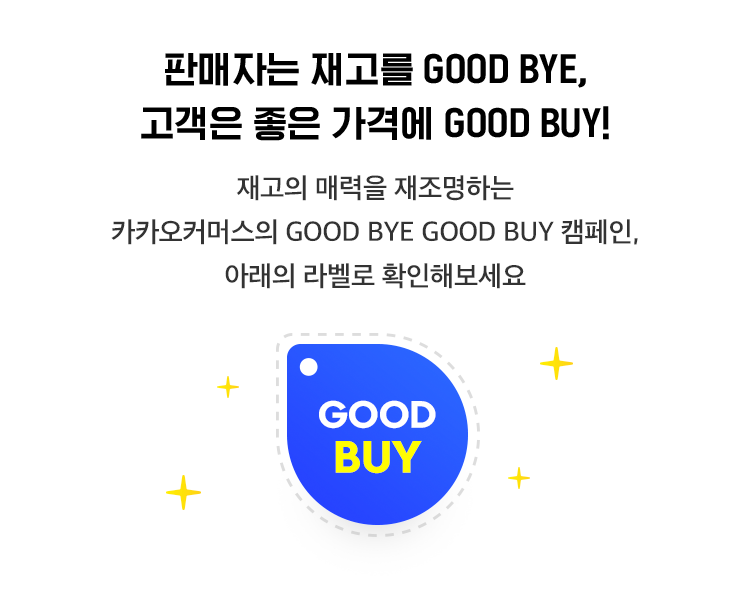 판매자는 재고를 GOOD BYE,
고객은 좋은 가격에 GOOD BUY!
재고의 매력을 재조명하는
카카오커머스의 GOOD BYE GOOD BUY 캠페인,
아래의 라벨로 확인해보세요
GOOD
BUY